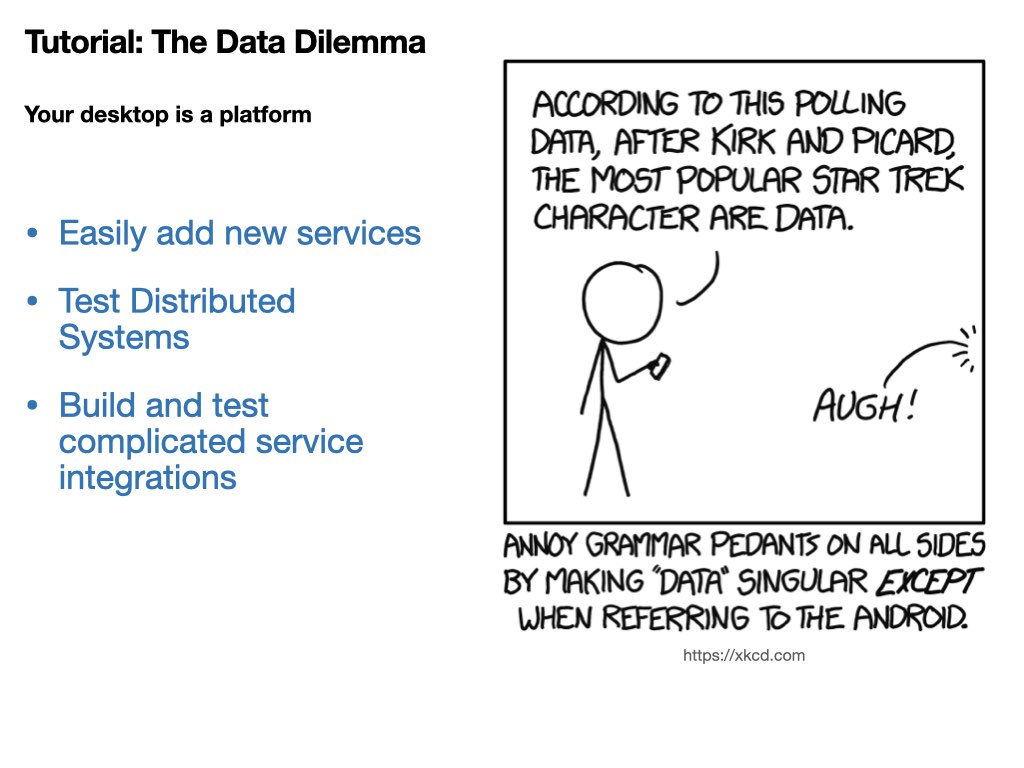 Tutorial: The Data Dilemma
Your desktop is a platform
• Easily add new services
• Test Distributed
Systems
• Build and test
complicated service
integrations
ACCORDING TO THIS POLLING
DATA, AFTER KIRK AND PICARD,
THE MOST POPULAR STAR TREK
CHARACTER ARE DATA.
AUGH!
ANNOY GRAMMAR PEDANTS ON ALL SIDES
BY MAKING "DATA" SINGULAR EXCEPT
WHEN REFERRING TO THE ANDROID.
https://xkcd.com